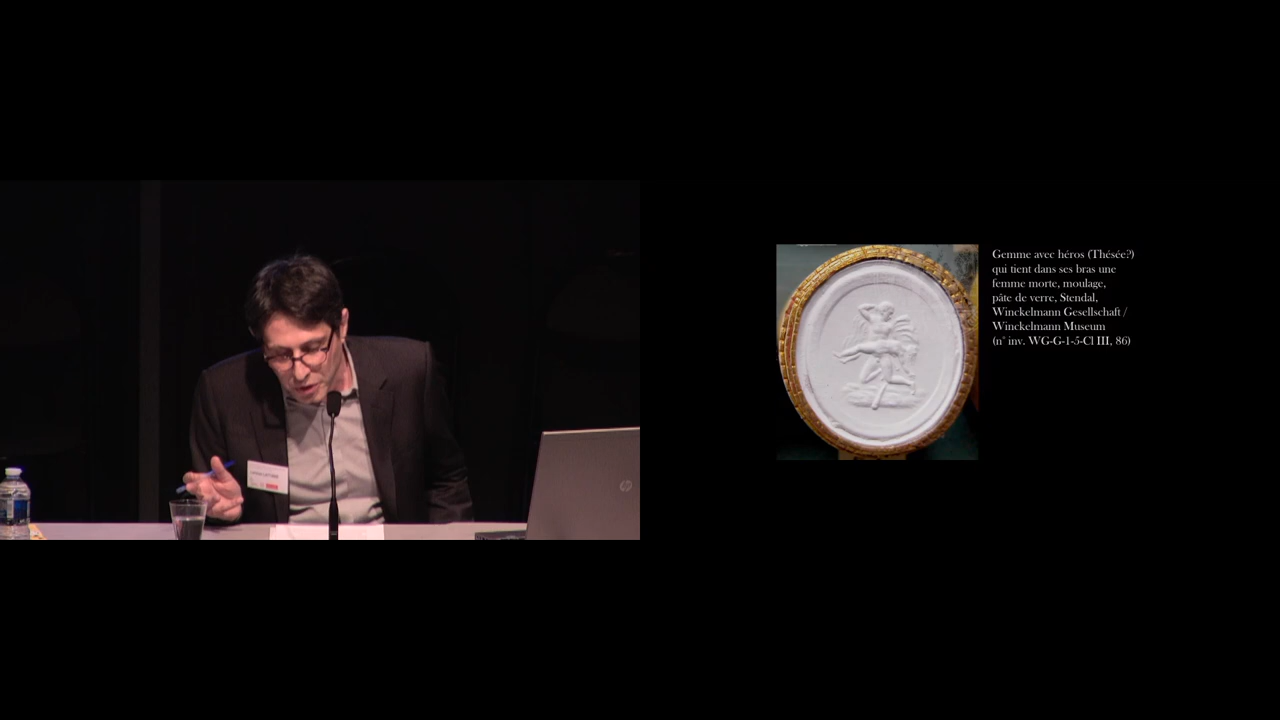 Gemme avec héros (Thésée?)
qui tient dans ses bras une
femme morte, moulage,
pâte de verre, Stendal,
Winckelmann Gesellschaft /
Winckelmann Museum
(n° inv. WG-G-1-5-Cl III, 86)
hp